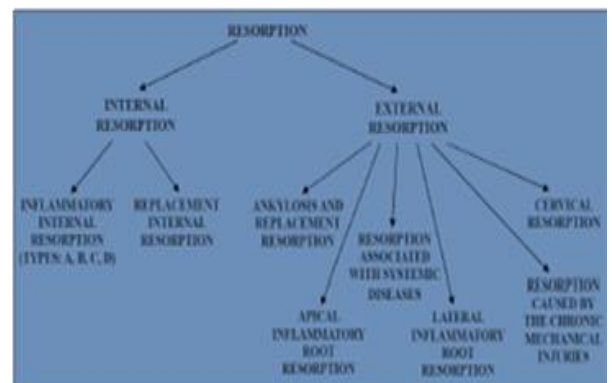 RESORPTION
INTERNAL
RESORPTION
EXTERNAL
RESORPTION
INFLAMMATORY
INTERNAL
RESORPTION
(TYPES: A, B, C, D)
REPLACEMENT
INTERNAL
RESORPTION
ANKYLOSIS AND
REPLACEMENT
RESORPTION
RESORPTION
ASSOCIATED
WITH SYSTEMIC
DISEASES
CERVICAL
RESORPTION
APICAL
INFLAMMATORY
ROOT
RESORPTION
LATERAL
INFLAMMATORY
ROOT
RESORPTION
RESORPTION
CAUSED BY
THE CHRONIC
MECHANICAL
INJURIES